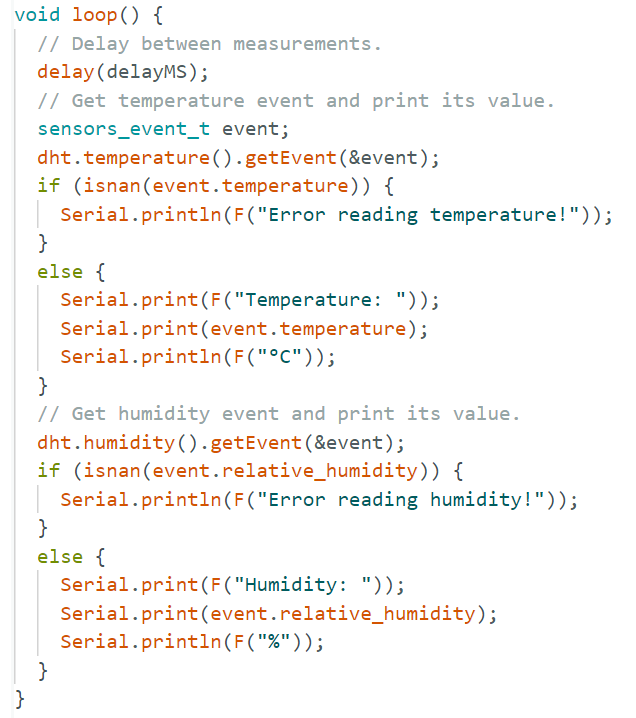 void loop() {
  // Delay between measurements.
  delay(delayMS);
  // Get temperature event and print its value.
  sensors_event_t event;
  dht.temperature().getEvent(&event);
  if (isnan(event.temperature)) {
    Serial.println(F("Error reading temperature!"));
  }
  else {
    Serial.print(F("Temperature: "));
    Serial.print(event.temperature);
    Serial.println(F("°C"));
  }
  // Get humidity event and print its value.
  dht.humidity().getEvent(&event);
  if (isnan(event.relative_humidity)) {
    Serial.println(F("Error reading humidity!"));
  }
  else {
    Serial.print(F("Humidity: "));
    Serial.print(event.relative_humidity);
    Serial.println(F("%"));
  }
}